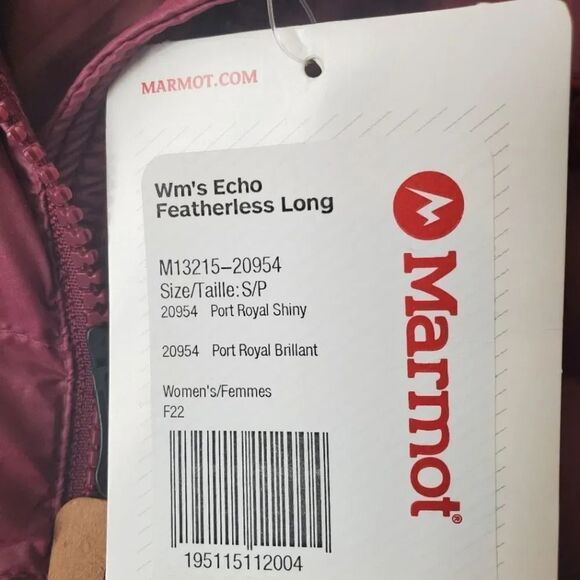 MARMOT.COM
Wm's Echo
Featherless Long
M13215–20954
Size/Taille: S/P
20954 Port Royal Shiny
20954 Port Royal Brillant
Women's/Femmes
F22
195115112004
Marmot®